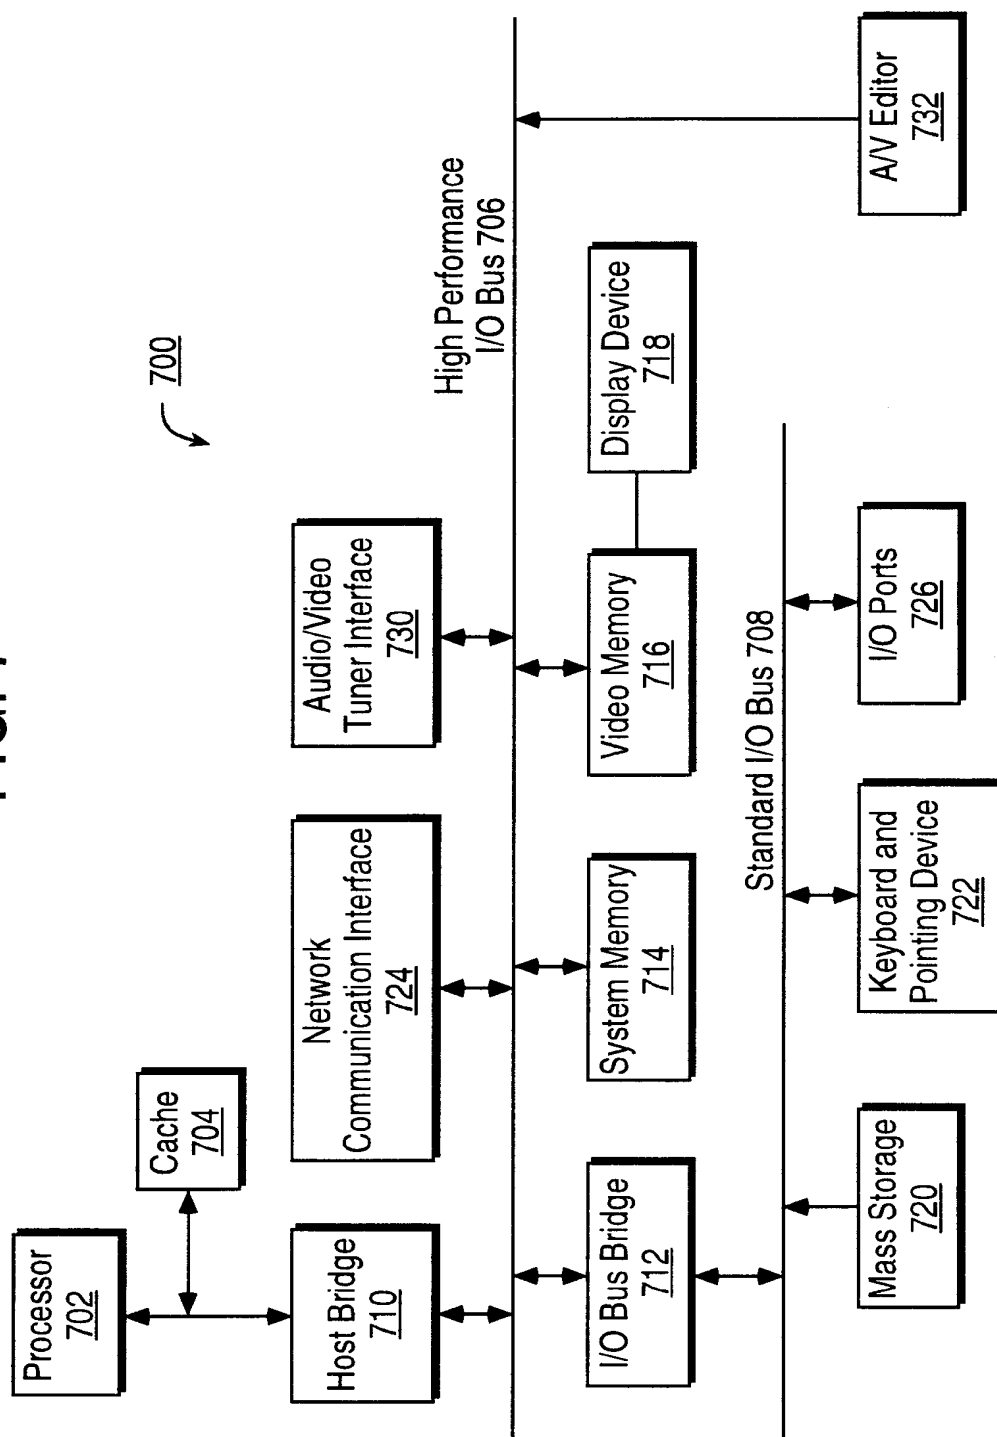 Processor
702
Cache
704
700
Host Bridge
710
Network
Communication Interface
724
Audio/Video
Tuner Interface
730
High Performance
I/O Bus 706
I/O Bus Bridge
712
System Memory
714
Video Memory
716
Display Device
718
Standard I/O Bus 708
Mass Storage
720
Keyboard and
Pointing Device
722
I/O Ports
726
A/V Editor
732